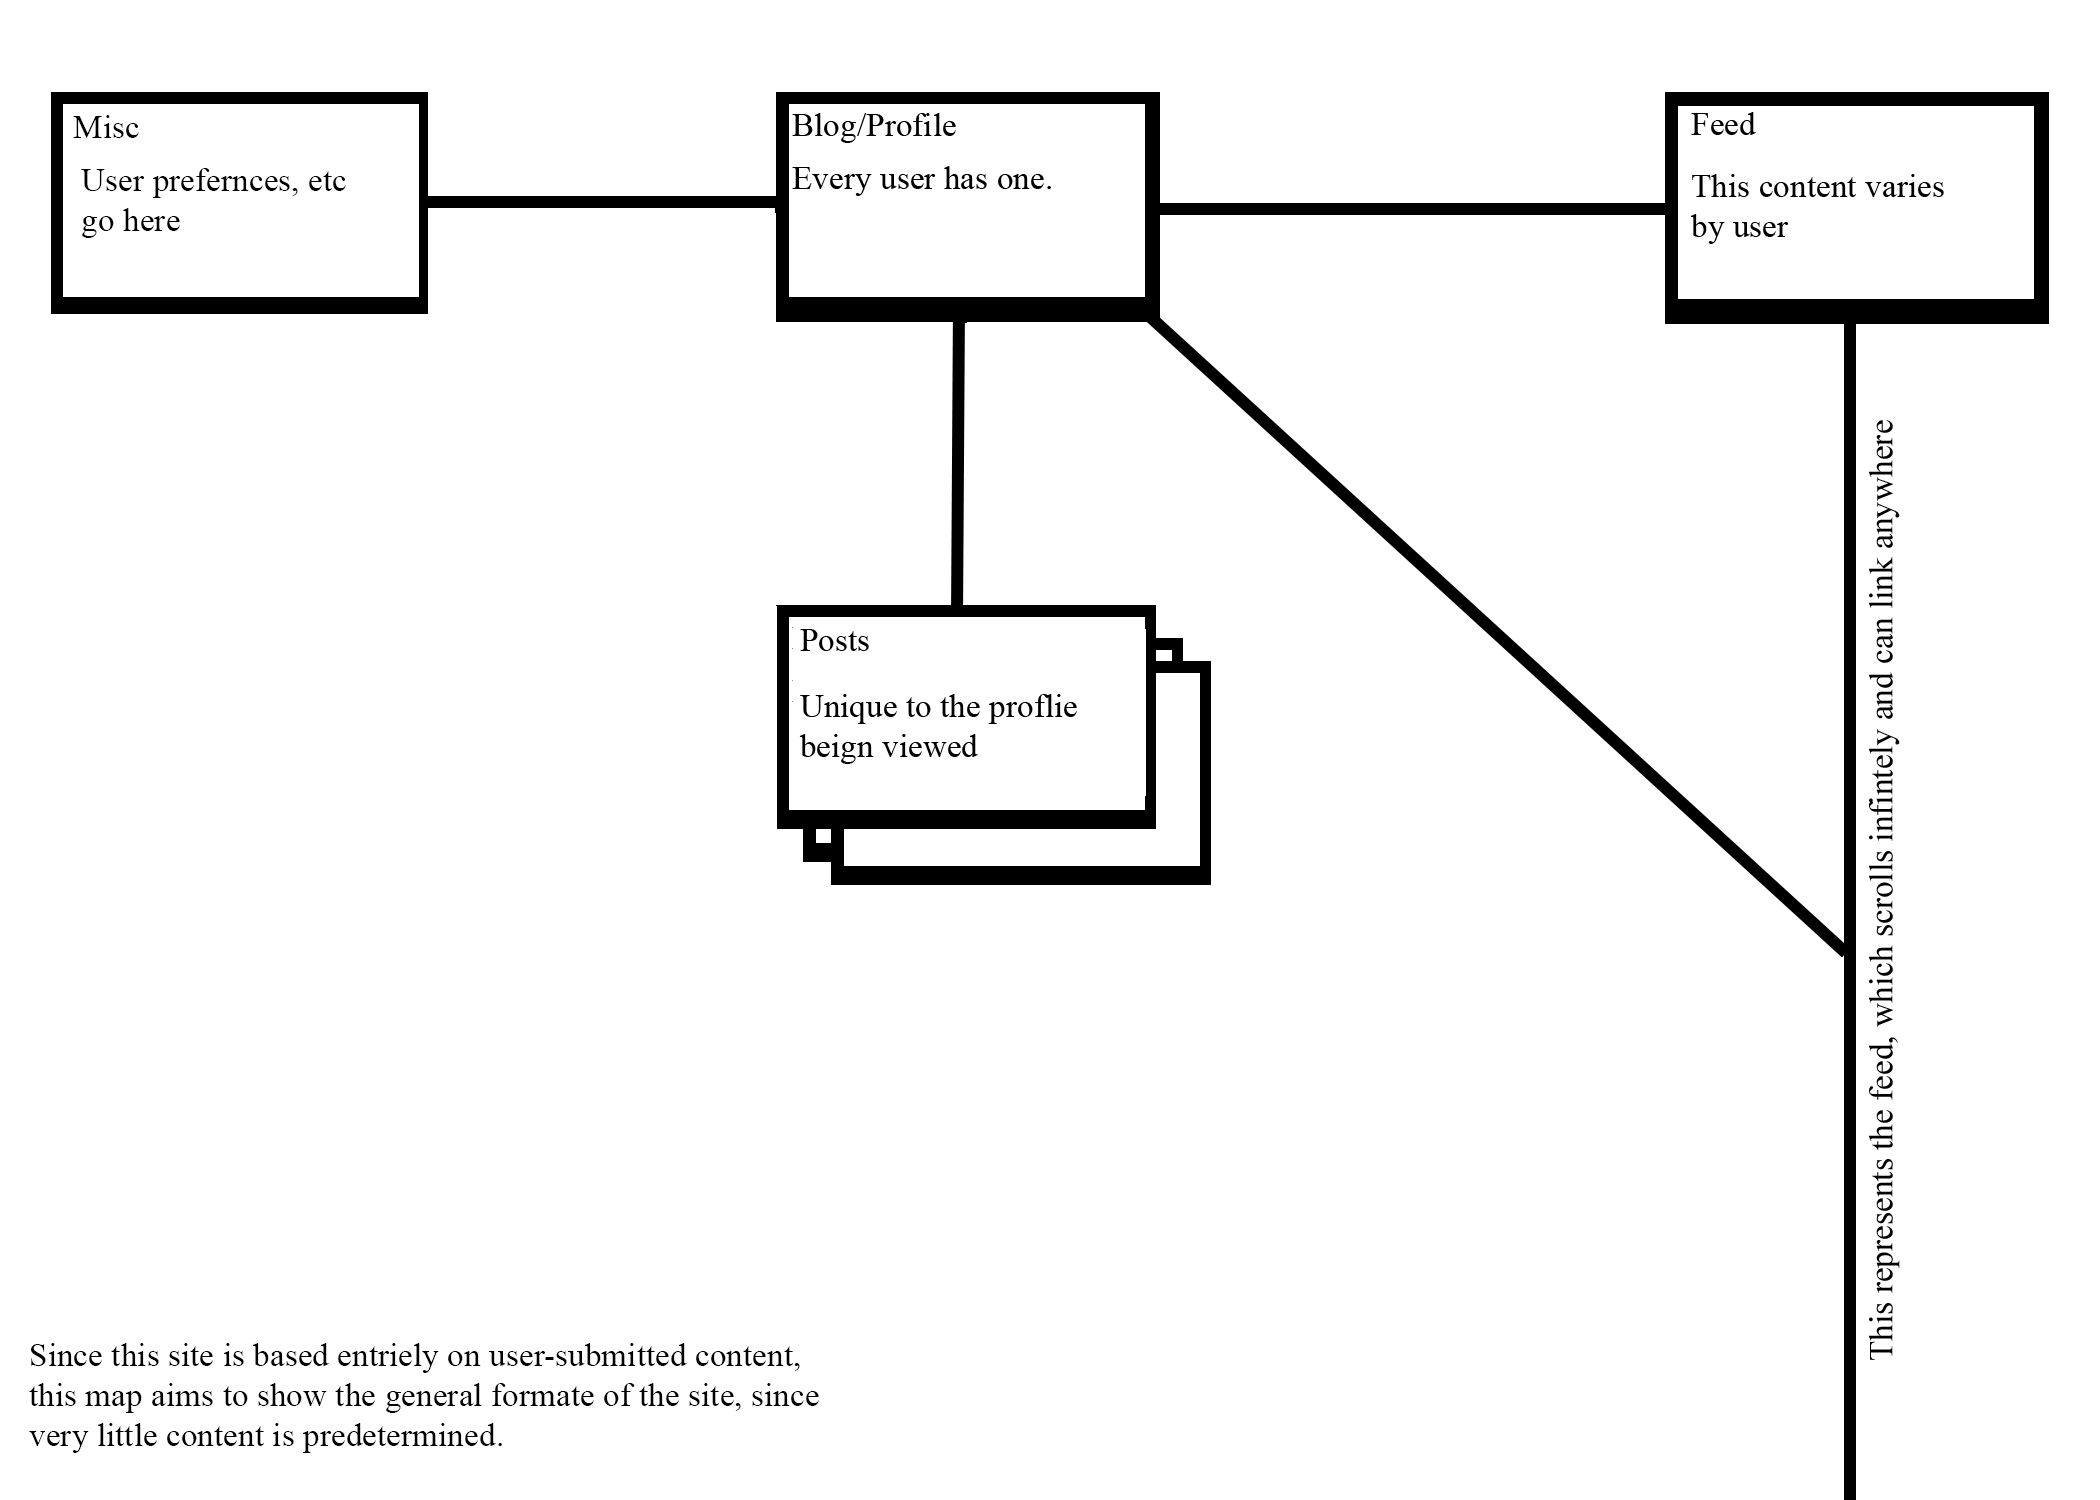 Misc
User prefernces, etc
go here
Blog/Profile
Every user has one.
Feed
This content varies
by user
Posts
Unique to the proflie
beign viewed
This represents the feed, which scrolls infintely and can link anywhere
Since this site is based entriely on user-submitted content,
this map aims to show the general formate of the site, since
very little content is predetermined.